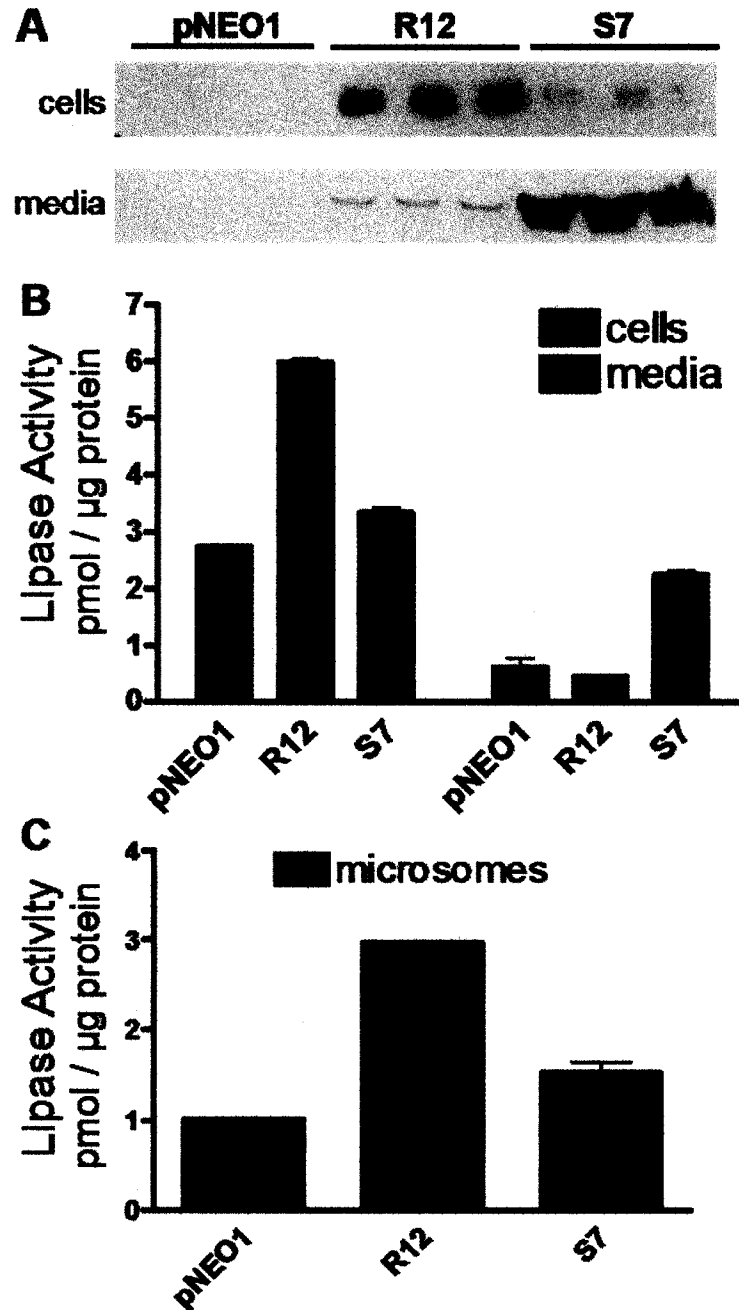 A
pNEO1 R12 S7
cells
media
B
Lipase Activity
pmol / µg protein
7
6
5
4
3
2
1
0
cells
media
pNEO1 R12 S7 pNEO1 R12 S7
C
Lipase Activity
pmol / µg protein
4
3
2
1
0
microsomes
pNEO1 R12 S7